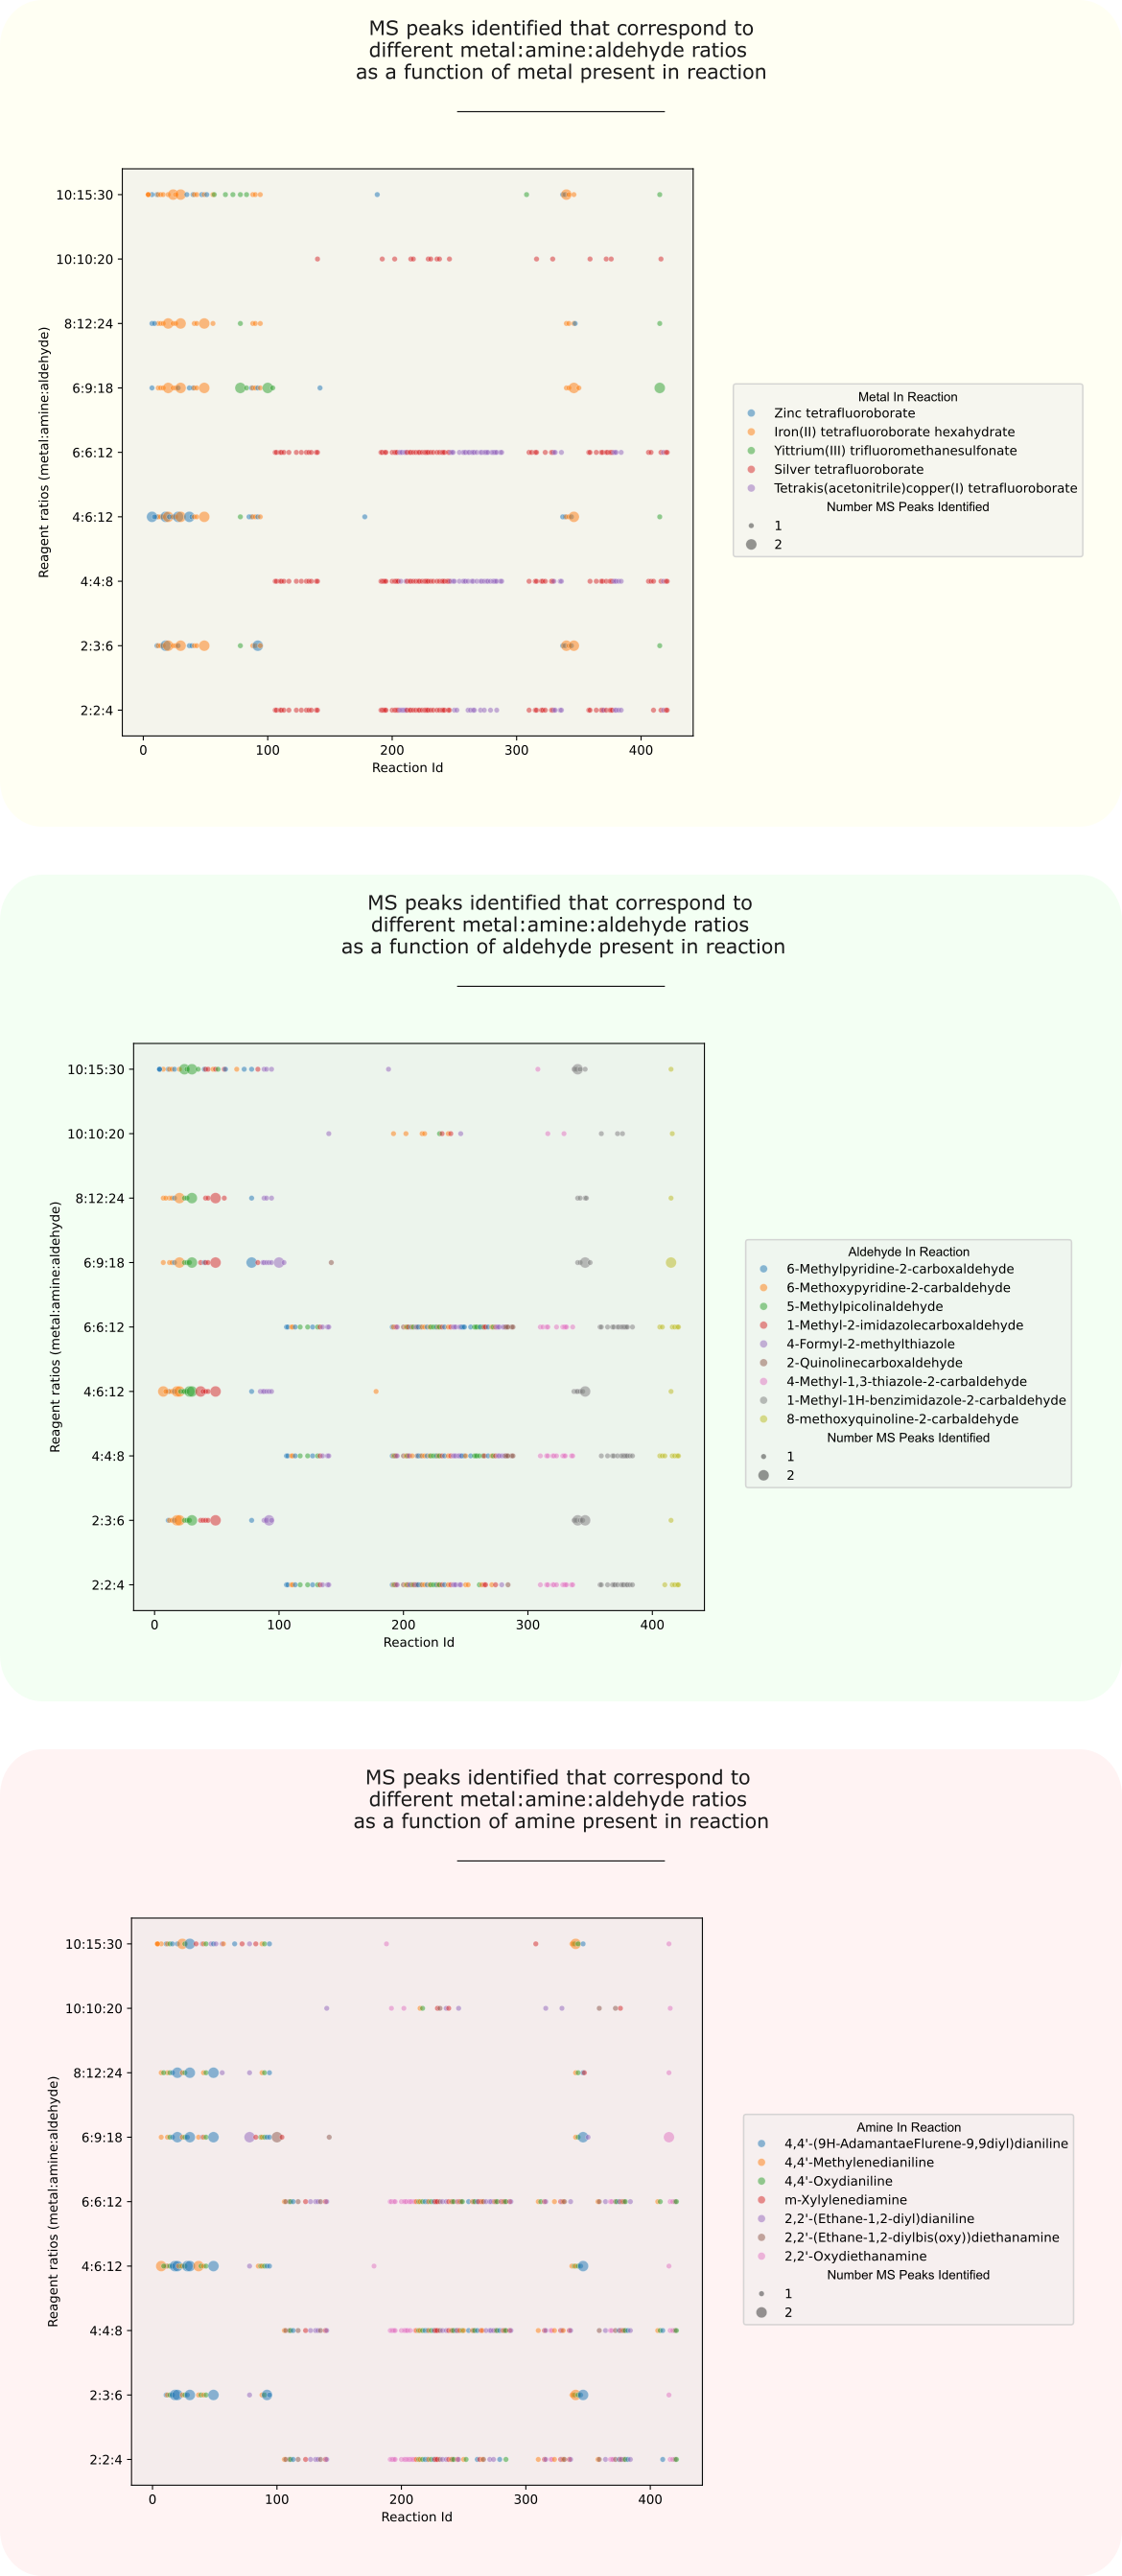 MS peaks identified that correspond to
different metal:amine:aldehyde ratios
as a function of metal present in reaction
Reagent ratios (metal:amine:aldehyde)
10:15:30
10:10:20
8:12:24
6:9:18
6:6:12
4:6:12
4:4:8
2:3:6
2:2:4
0 100 200 300 400
Reaction Id
Metal In Reaction
Zinc tetrafluoroborate
Iron(II) tetrafluoroborate hexahydrate
Yittrium(III) trifluoromethanesulfonate
Silver tetrafluoroborate
Tetrakis(acetonitrile)copper(I) tetrafluoroborate
Number MS Peaks Identified
1
2
MS peaks identified that correspond to
different metal:amine:aldehyde ratios
as a function of aldehyde present in reaction
Reagent ratios (metal:amine:aldehyde)
10:15:30
10:10:20
8:12:24
6:9:18
6:6:12
4:6:12
4:4:8
2:3:6
2:2:4
0 100 200 300 400
Reaction Id
Aldehyde In Reaction
6-Methylpyridine-2-carboxaldehyde
6-Methoxypyridine-2-carbaldehyde
5-Methylpicolinaldehyde
1-Methyl-2-imidazolecarboxaldehyde
4-Formyl-2-methylthiazole
2-Quinolinecarboxaldehyde
4-Methyl-1,3-thiazole-2-carbaldehyde
1-Methyl-1H-benzimidazole-2-carbaldehyde
8-methoxyquinoline-2-carbaldehyde
Number MS Peaks Identified
1
2
MS peaks identified that correspond to
different metal:amine:aldehyde ratios
as a function of amine present in reaction
Reagent ratios (metal:amine:aldehyde)
10:15:30
10:10:20
8:12:24
6:9:18
6:6:12
4:6:12
4:4:8
2:3:6
2:2:4
0 100 200 300 400
Reaction Id
Amine In Reaction
4,4'-(9H-AdamantaeFlurene-9,9diyl)dianiline
4,4'-Methylenedianiline
4,4'-Oxydianiline
m-Xylylenediamine
2,2'-(Ethane-1,2-diyl)dianiline
2,2'-(Ethane-1,2-diylbis(oxy))diethanamine
2,2'-Oxydiethanamine
Number MS Peaks Identified
1
2